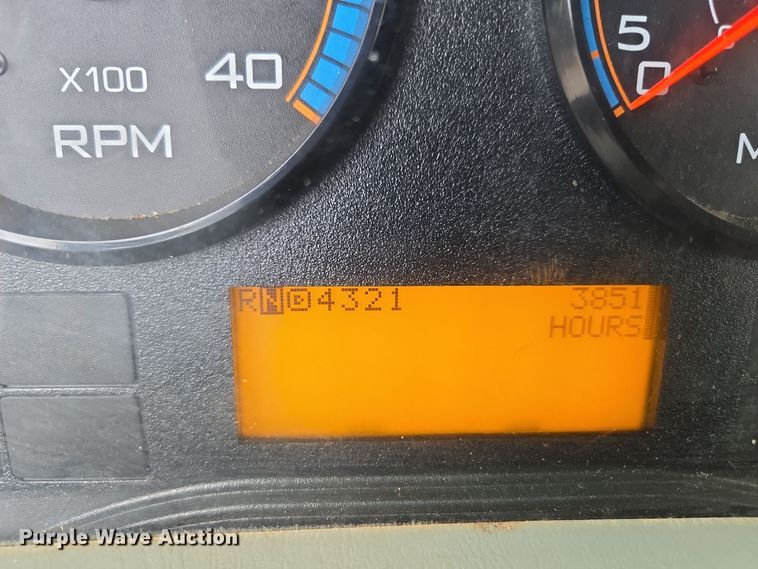 X100 40
RPM
5
0
M
RND4321 3851
HOURS
Purple Wave Auction